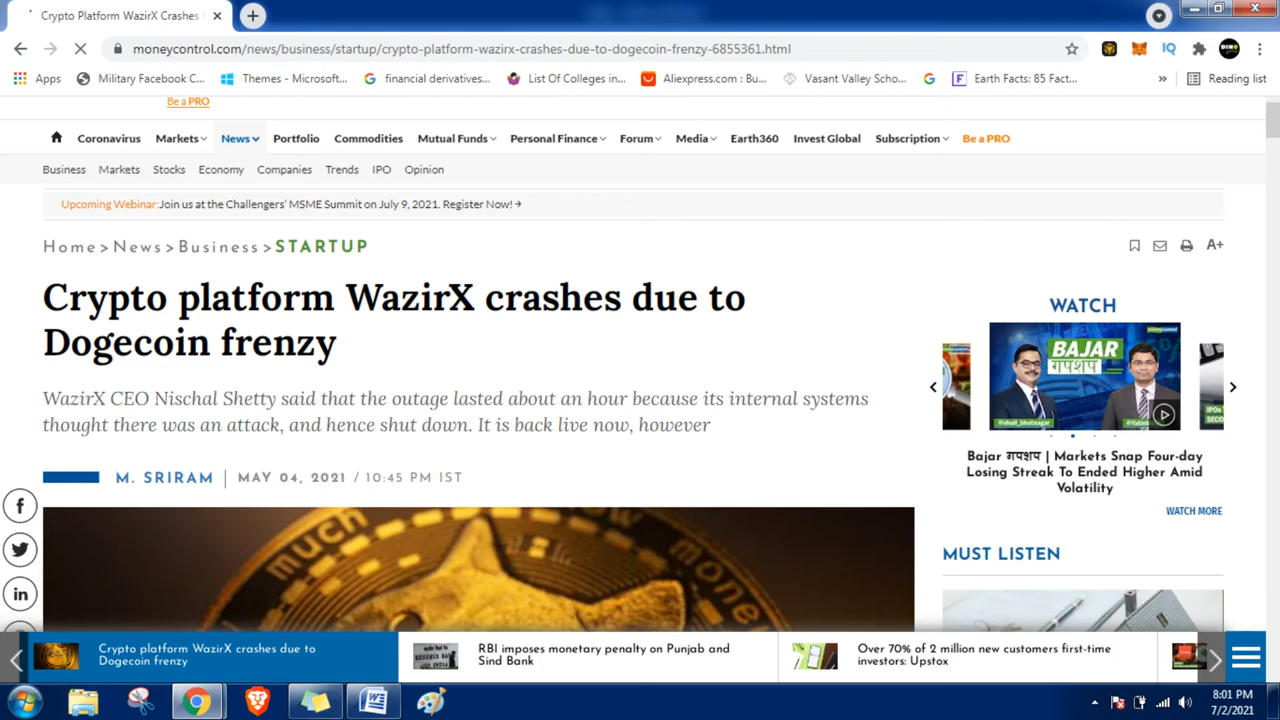 Crypto Platform WazirX Crashes
moneycontrol.com/news/business/startup/crypto-platform-wazirx-crashes-due-to-dogecoin-frenzy-6855361.html
IQ
DINO
Apps Military Facebook C... Themes - Microsoft... financial derivatives... List Of Colleges in... Aliexpress.com : Bu... Vasant Valley Scho... Earth Facts: 85 Fact... » Reading list
Be a PRO
Coronavirus Markets News Portfolio Commodities Mutual Funds Personal Finance Forum Media Earth360 Invest Global Subscription Be a PRO
Business Markets Stocks Economy Companies Trends IPO Opinion
Upcoming Webinar:Join us at the Challengers' MSME Summit on July 9, 2021. Register Now! →
Home > News > Business > STARTUP
A+
Crypto platform WazirX crashes due to
Dogecoin frenzy
WazirX CEO Nischal Shetty said that the outage lasted about an hour because its internal systems
thought there was an attack, and hence shut down. It is back live now, however
M. SRIRAM | MAY 04, 2021 / 10:45 PM IST
much
money
WATCH
moneycontrol
BAJAR
गपशप
@shail_bhatnagar
IPOs
Bajar गपशप | Markets Snap Four-day
Losing Streak To Ended Higher Amid
Volatility
WATCH MORE
MUST LISTEN
Crypto platform WazirX crashes due to
Dogecoin frenzy
RBI imposes monetary penalty on Punjab and
Sind Bank
Over 70% of 2 million new customers first-time
investors: Upstox
8:01 PM
7/2/2021